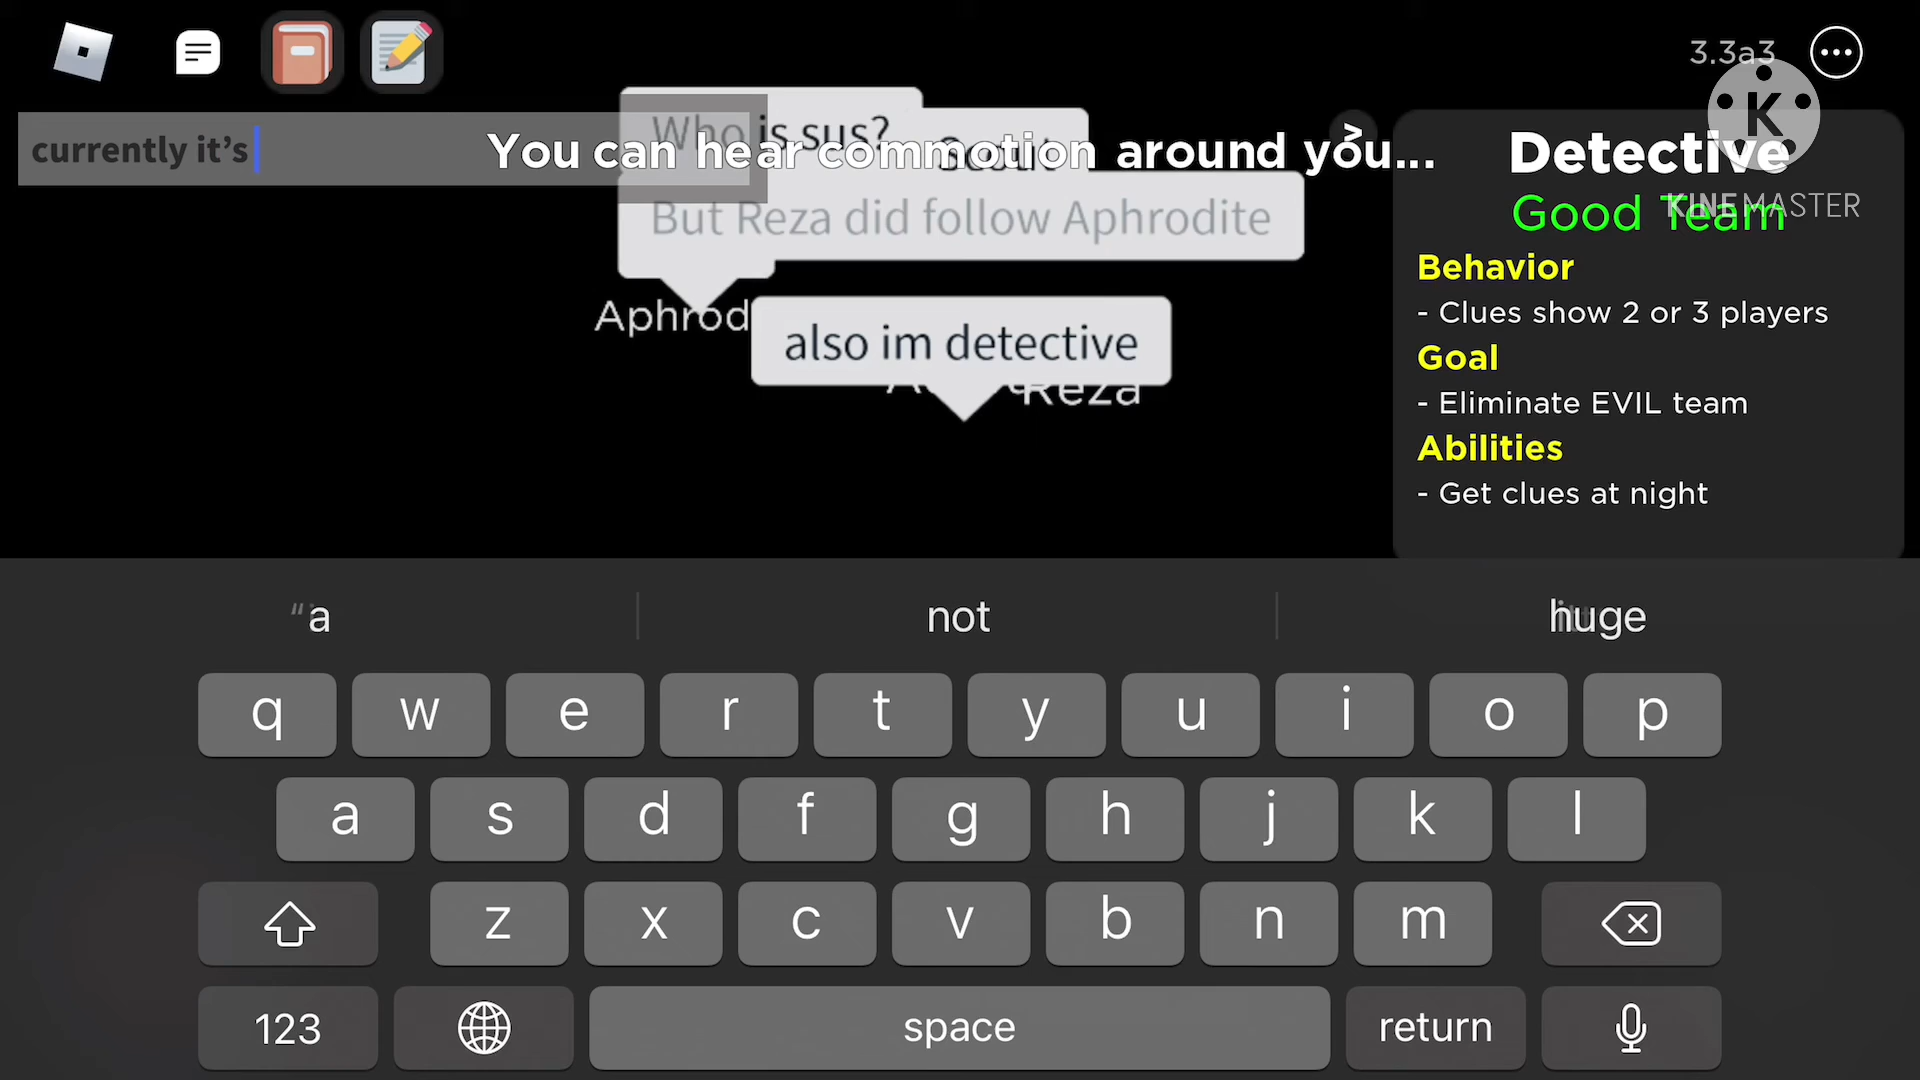 3.3a3
K
KINEMASTER
currently it's
Who is sus?
Scout
You can hear commotion around you...
But Reza did follow Aphrodite
Aphrod
also im detective
Reza
Detective
Good Team
Behavior
- Clues show 2 or 3 players
Goal
- Eliminate EVIL team
Abilities
- Get clues at night
“a
not
huge
q w e r t y u i o p
a s d f g h j k l
z x c v b n m
123
space
return